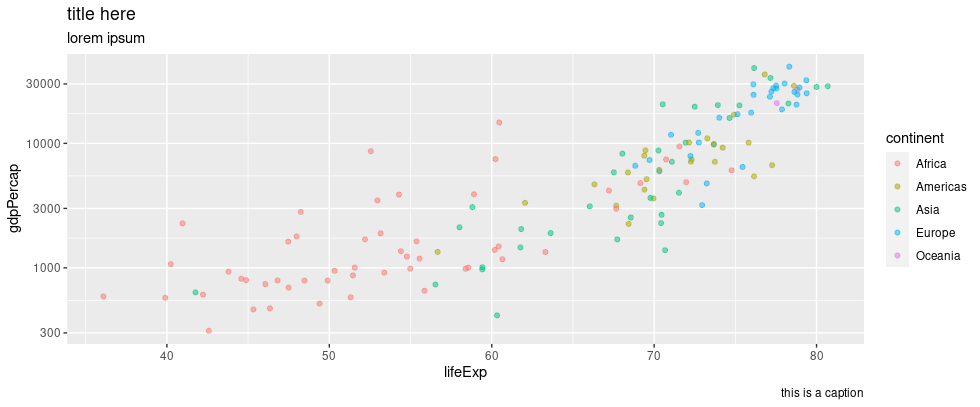 title here
lorem ipsum
gdpPercap
30000
10000
3000
1000
300
40 50 60 70 80
lifeExp
continent
Africa
Americas
Asia
Europe
Oceania
this is a caption